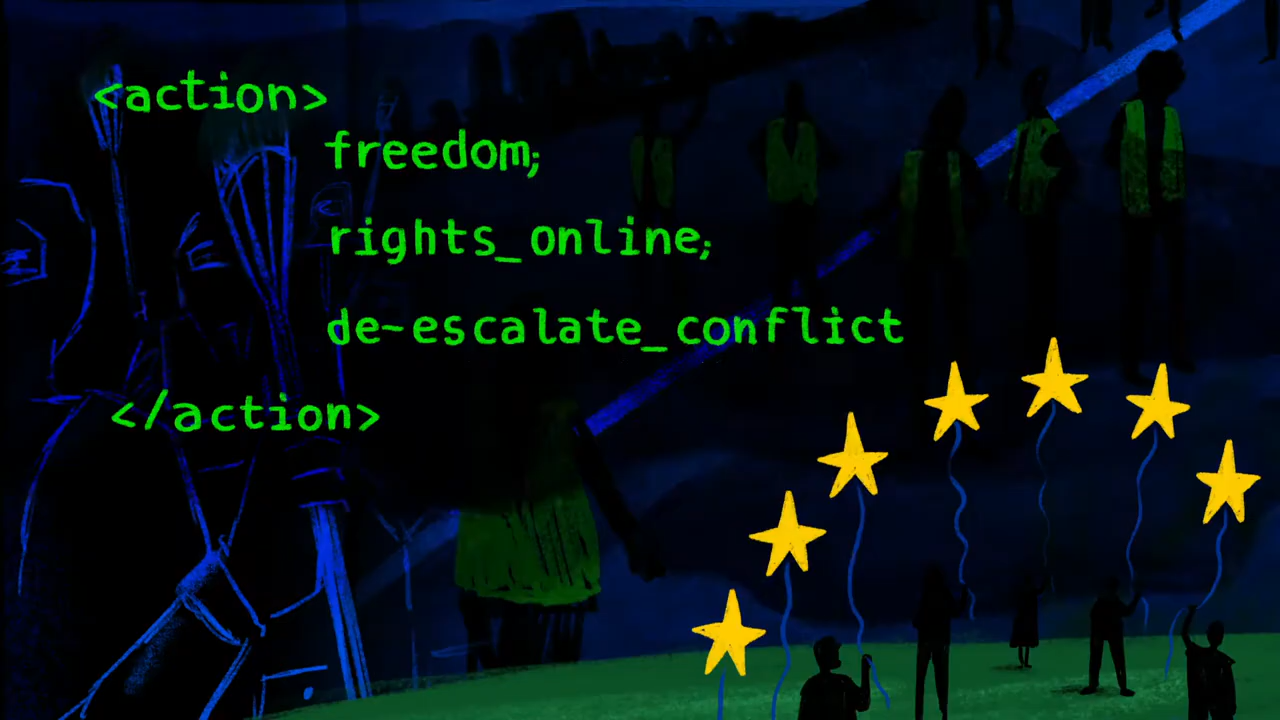 <action>
freedom;
rights_online;
de-escalate_conflict
</action>